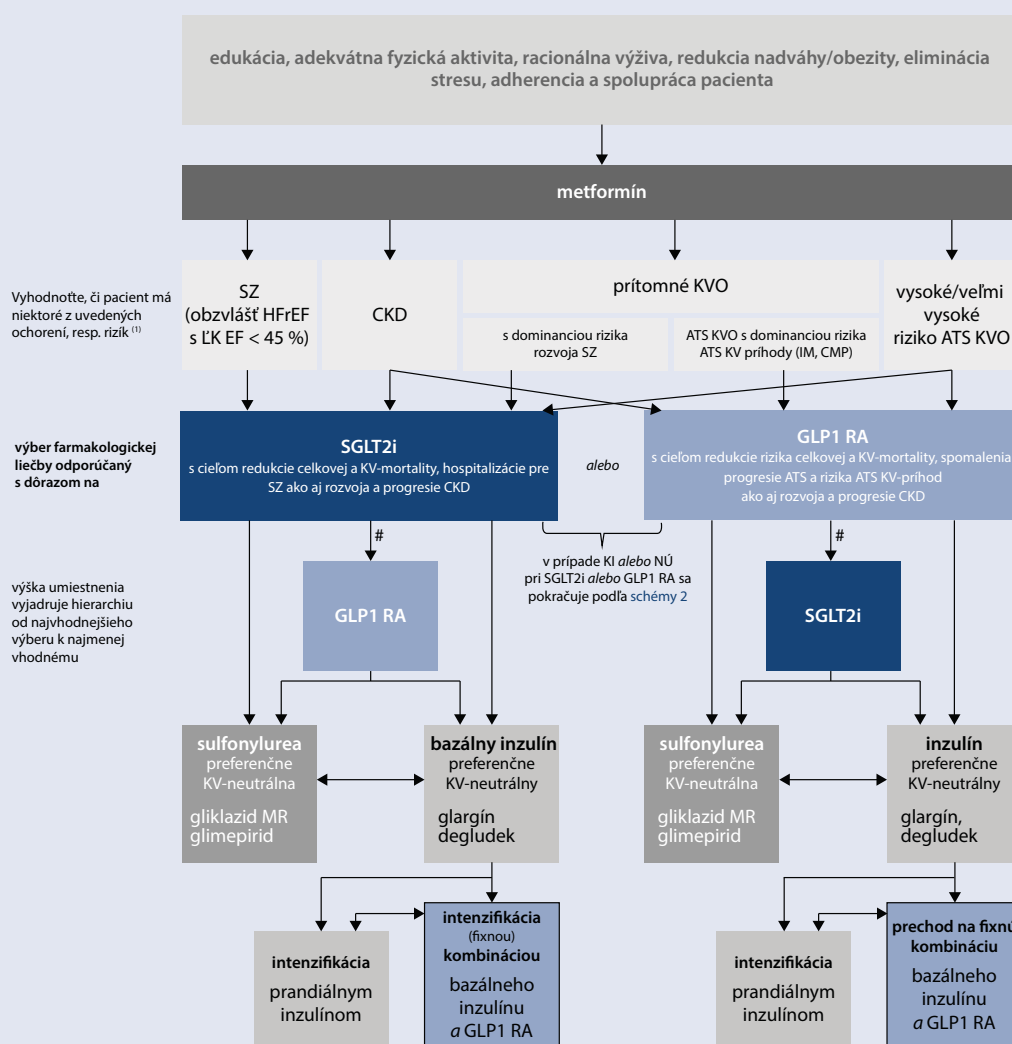 edukácia, adekvátna fyzická aktivita, racionálna výživa, redukcia nadváhy/obezity, eliminácia
stresu, adherencia a spolupráca pacienta
metformín
Vyhodnoťte, či pacient má
niektoré z uvedených
ochorení, resp. rizík (1)
SZ
(obzvlášť HFrEF
s ĽK EF < 45 %)
CKD
prítomné KVO
s dominanciou rizika
rozvoja SZ
ATS KVO s dominanciou rizika
ATS KV príhody (IM, CMP)
vysoké/veľmi
vysoké
riziko ATS KVO
výber farmakologickej
liečby odporúčaný
s dôrazom na
SGLT2i
s cieľom redukcie celkovej a KV-mortality, hospitalizácie pre
SZ ako aj rozvoja a progresie CKD
alebo
GLP1 RA
s cieľom redukcie rizika celkovej a KV-mortality, spomalenia
progresie ATS a rizika ATS KV-príhod
ako aj rozvoja a progresie CKD
#
#
v prípade KI alebo NÚ
pri SGLT2i alebo GLP1 RA sa
pokračuje podľa schémy 2
výška umiestnenia
vyjadruje hierarchiu
od najvhodnejšieho
výberu k najmenej
vhodnému
GLP1 RA
SGLT2i
sulfonylurea
preferenčne
KV-neutrálna
gliklazid MR
glimepirid
bazálny inzulín
preferenčne
KV-neutrálny
glargín
degludek
sulfonylurea
preferenčne
KV-neutrálna
gliklazid MR
glimepirid
inzulín
preferenčne
KV-neutrálny
glargín,
degludek
intenzifikácia
prandiálnym
inzulínom
intenzifikácia
(fixnou)
kombináciou
bazálneho
inzulínu
a GLP1 RA
intenzifikácia
prandiálnym
inzulínom
prechod na fixnú
kombináciu
bazálneho
inzulínu
a GLP1 RA